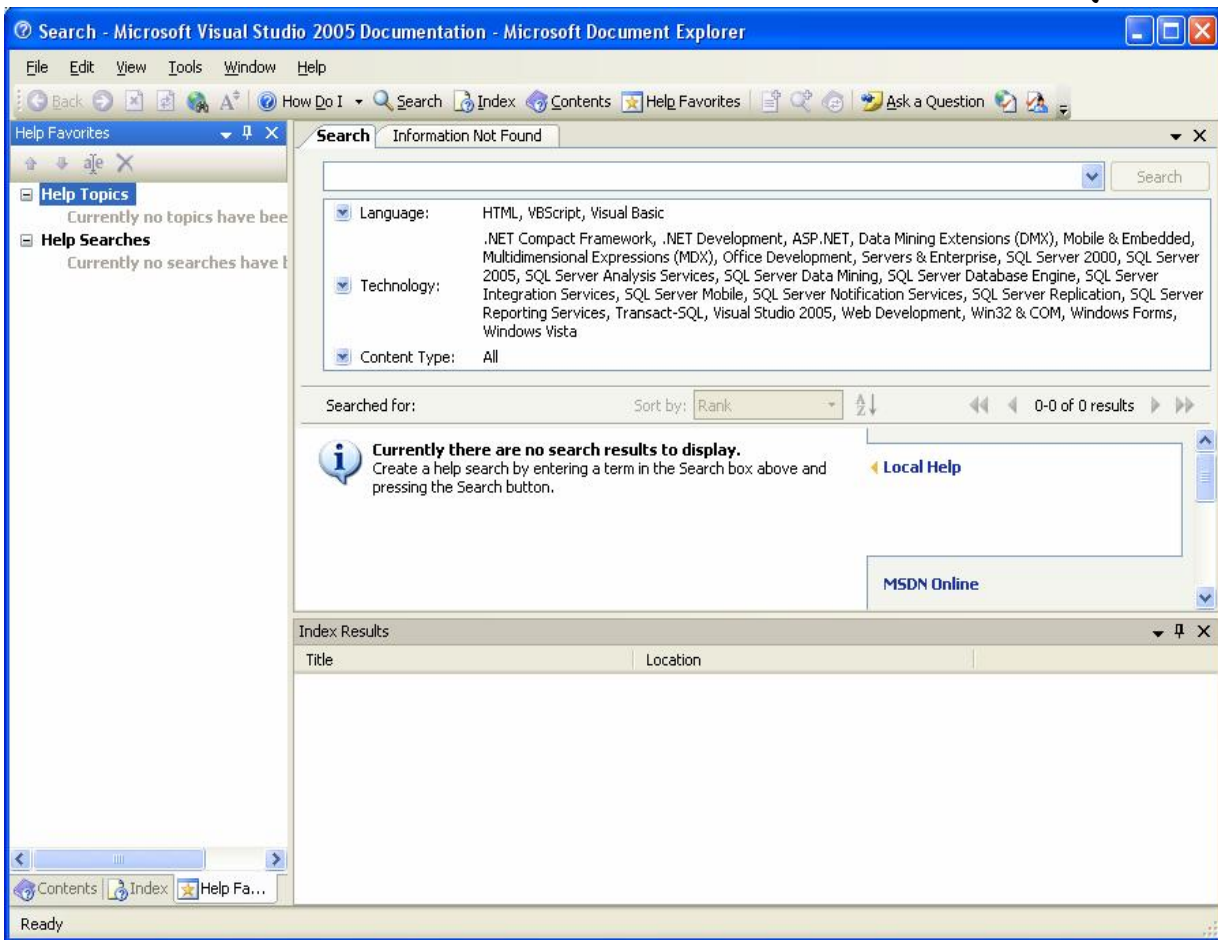 Search - Microsoft Visual Studio 2005 Documentation - Microsoft Document Explorer
File Edit View Tools Window Help
Back How Do I Search Index Contents Help Favorites Ask a Question
Help Favorites
Help Topics
Currently no topics have bee
Help Searches
Currently no searches have
Search Information Not Found
Search
Language: HTML, VBScript, Visual Basic
Technology: .NET Compact Framework, .NET Development, ASP.NET, Data Mining Extensions (DMX), Mobile & Embedded,
Multidimensional Expressions (MDX), Office Development, Servers & Enterprise, SQL Server 2000, SQL Server
2005, SQL Server Analysis Services, SQL Server Data Mining, SQL Server Database Engine, SQL Server
Integration Services, SQL Server Mobile, SQL Server Notification Services, SQL Server Replication, SQL Server
Reporting Services, Transact-SQL, Visual Studio 2005, Web Development, Win32 & COM, Windows Forms,
Windows Vista
Content Type: All
Searched for: Sort by: Rank 0-0 of 0 results
Currently there are no search results to display.
Create a help search by entering a term in the Search box above and
pressing the Search button.
Local Help
MSDN Online
Index Results
Title Location
Contents Index Help Fa...
Ready